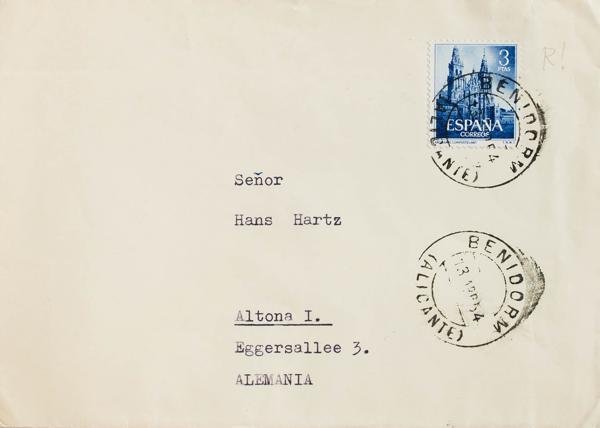 R!
3
PTAS
ESPAÑA
CORREOS
BENIDORM
(ALICANTE)
Señor
Hans Hartz
BENIDORM
(ALICANTE)
Altona I.
Eggersallee 3.
ALEMANIA